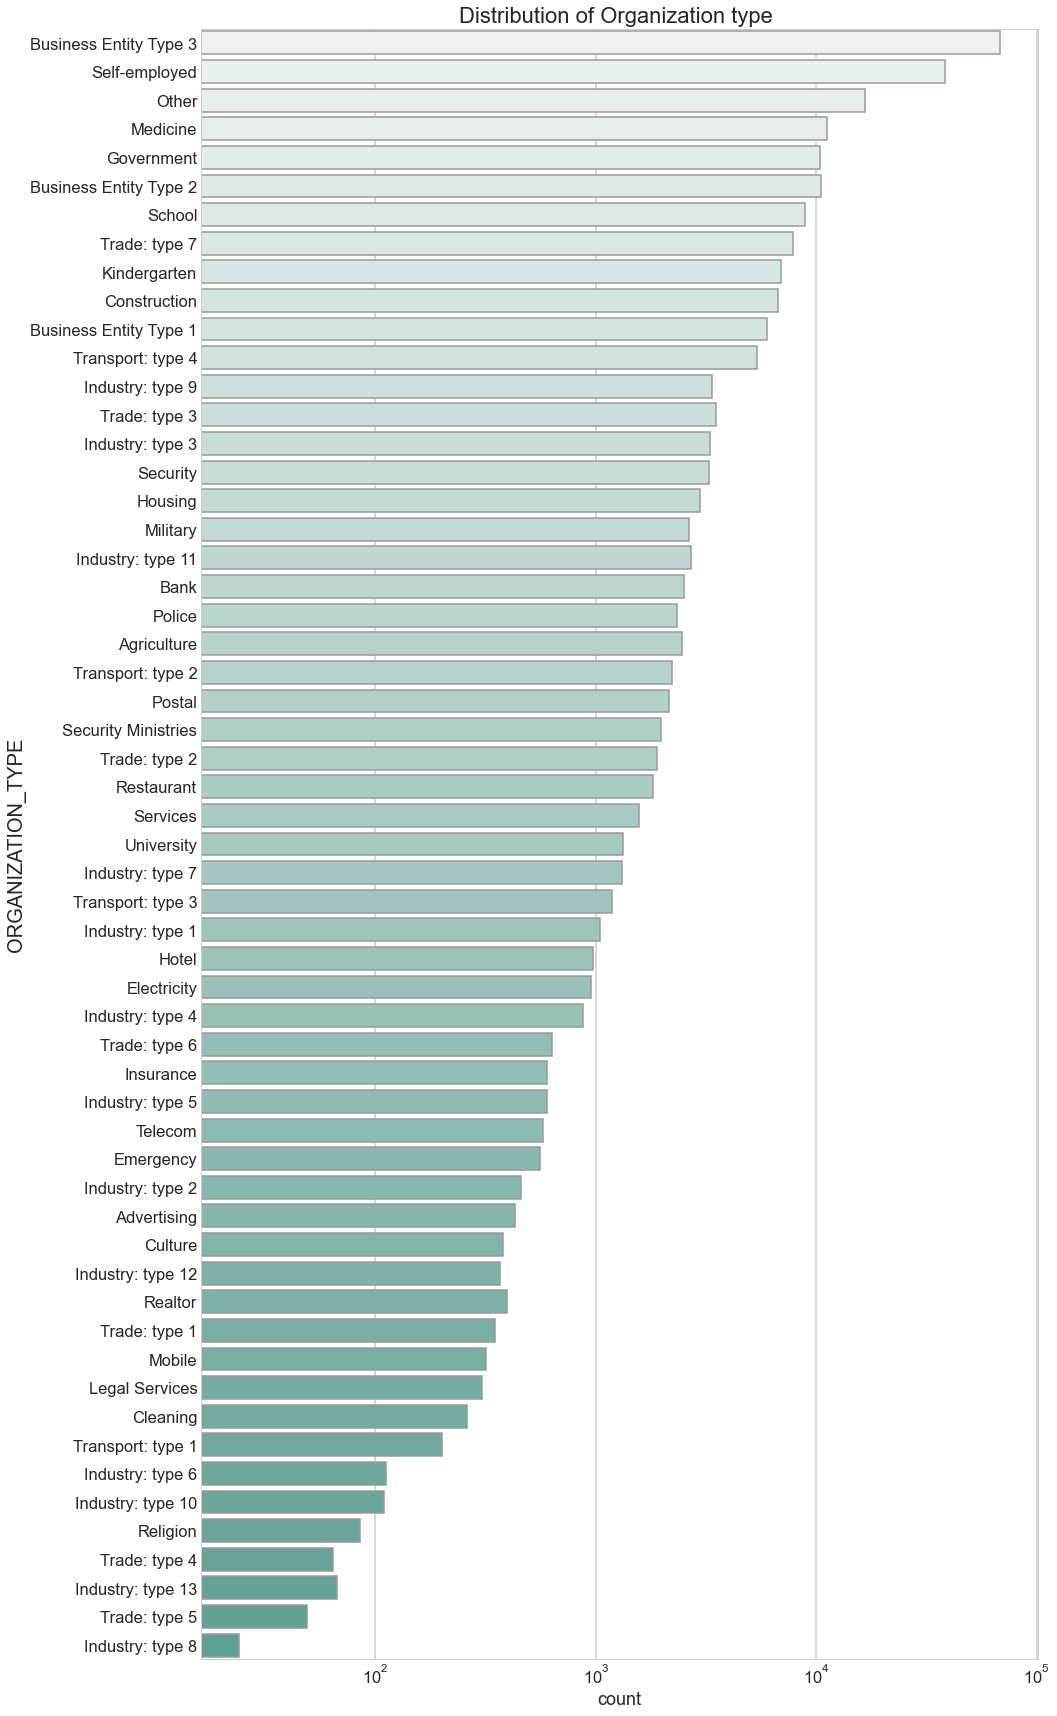 Distribution of Organization type
Business Entity Type 3
Self-employed
Other
Medicine
Government
Business Entity Type 2
School
Trade: type 7
Kindergarten
Construction
Business Entity Type 1
Transport: type 4
Industry: type 9
Trade: type 3
Industry: type 3
Security
Housing
Military
Industry: type 11
Bank
Police
Agriculture
Transport: type 2
Postal
Security Ministries
Trade: type 2
Restaurant
Services
University
Industry: type 7
Transport: type 3
Industry: type 1
Hotel
Electricity
Industry: type 4
Trade: type 6
Insurance
Industry: type 5
Telecom
Emergency
Industry: type 2
Advertising
Culture
Industry: type 12
Realtor
Trade: type 1
Mobile
Legal Services
Cleaning
Transport: type 1
Industry: type 6
Industry: type 10
Religion
Trade: type 4
Industry: type 13
Trade: type 5
Industry: type 8
ORGANIZATION_TYPE
10² 10³ 10⁴ 10⁵
count